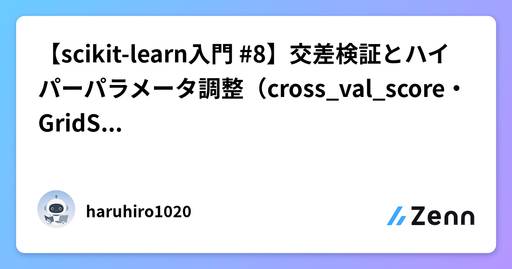 【scikit-learn入門 #8】交差検証とハイ
パーパラメータ調整（cross_val_score・
GridS...
haruhiro1020
Zenn